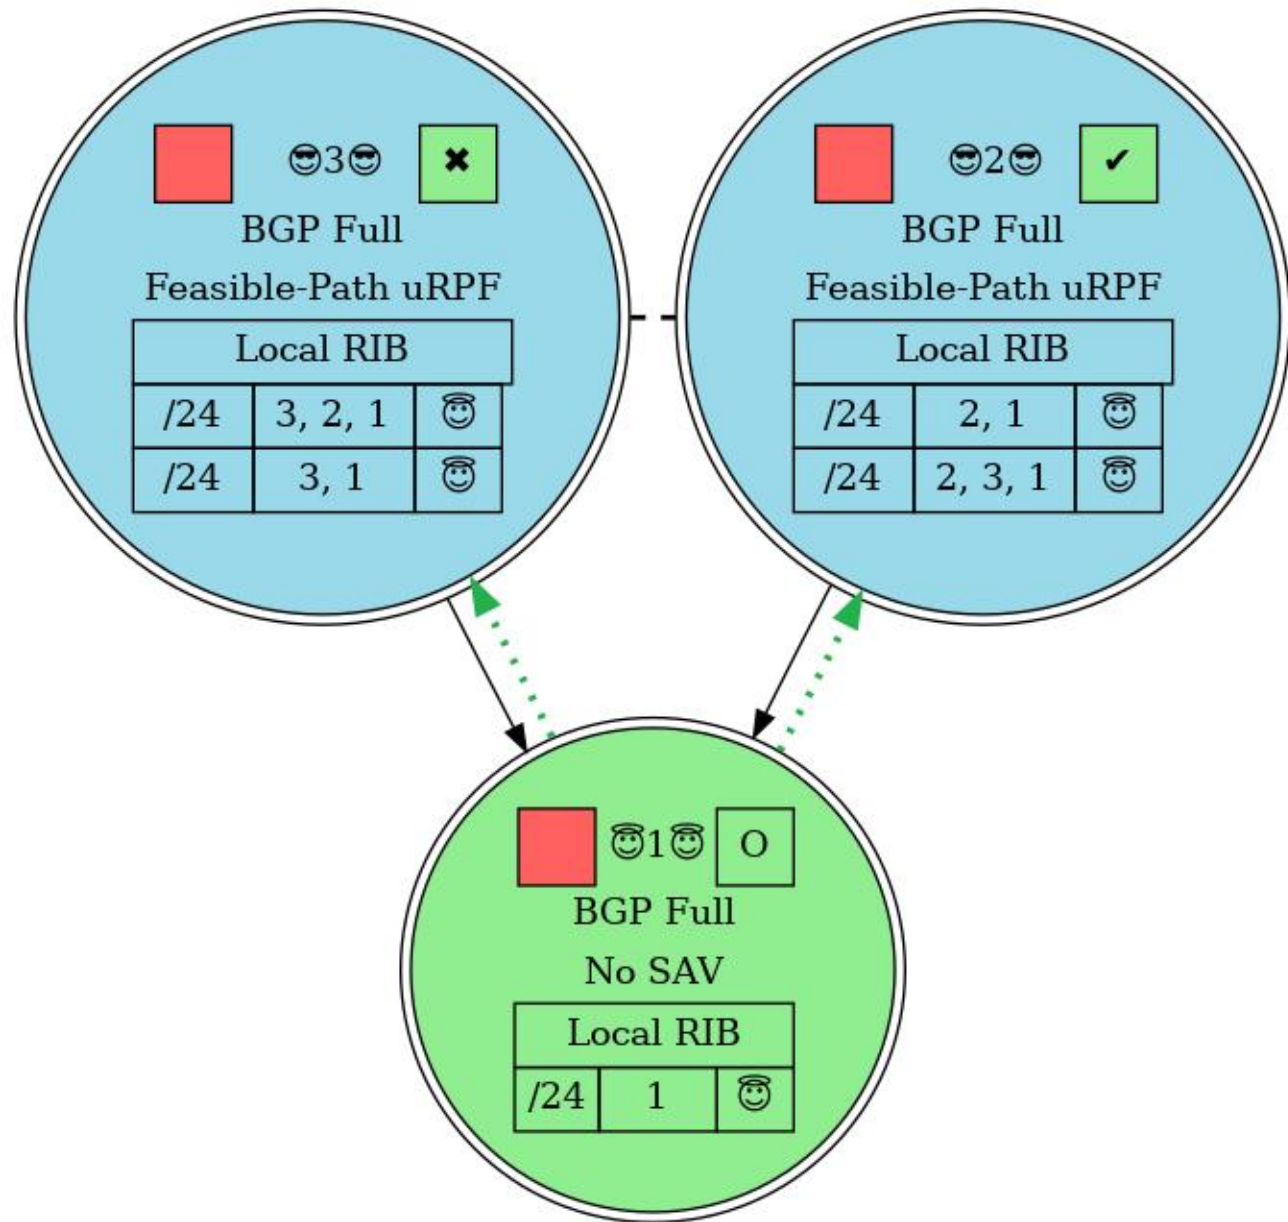 😎3😎 ✖
BGP Full
Feasible-Path uRPF
Local RIB
/24 3, 2, 1 😇
/24 3, 1 😇
😎2😎 ✔
BGP Full
Feasible-Path uRPF
Local RIB
/24 2, 1 😇
/24 2, 3, 1 😇
😇1😇 O
BGP Full
No SAV
Local RIB
/24 1 😇